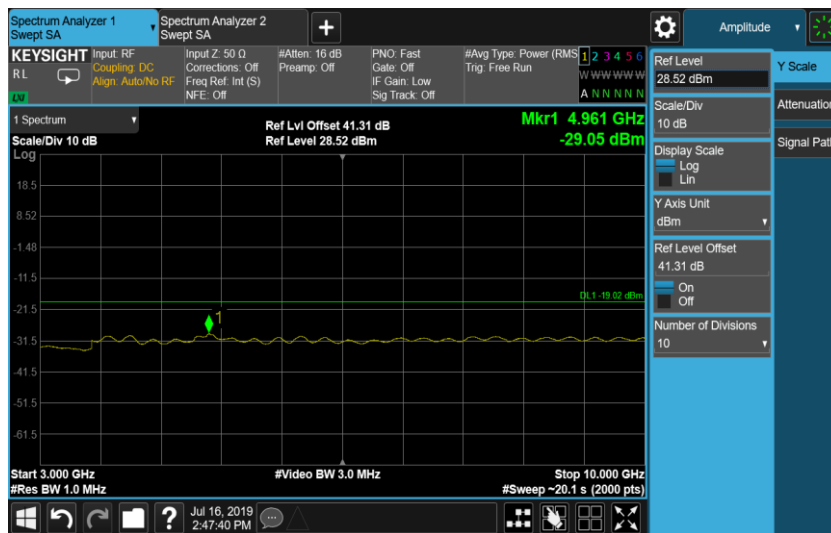 Spectrum Analyzer 1
Swept SA
Spectrum Analyzer 2
Swept SA
+
Amplitude
KEYSIGHT
RL
LXI
Input: RF
Coupling: DC
Align: Auto/No RF
Input Z: 50 Ω
Corrections: Off
Freq Ref: Int (S)
NFE: Off
#Atten: 16 dB
Preamp: Off
PNO: Fast
Gate: Off
IF Gain: Low
Sig Track: Off
#Avg Type: Power (RMS
Trig: Free Run
1 2 3 4 5 6
W W W W W W
A N N N N N
1 Spectrum
Scale/Div 10 dB
Log
Ref Lvl Offset 41.31 dB
Ref Level 28.52 dBm
Mkr1 4.961 GHz
-29.05 dBm
18.5
8.52
-1.48
-11.5
-21.5
-31.5
-41.5
-51.5
-61.5
DL1 -19.02 dBm
1
Start 3.000 GHz
#Res BW 1.0 MHz
#Video BW 3.0 MHz
Stop 10.000 GHz
#Sweep ~20.1 s (2000 pts)
Ref Level
28.52 dBm
Scale/Div
10 dB
Display Scale
Log
Lin
Y Axis Unit
dBm
Ref Level Offset
41.31 dB
On
Off
Number of Divisions
10
Y Scale
Attenuation
Signal Path
?
Jul 16, 2019
2:47:40 PM